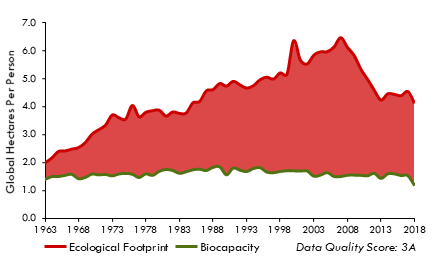 7.0
6.0
5.0
4.0
3.0
2.0
1.0
0.0
Global Hectares Per Person
1963 1968 1973 1978 1983 1988 1993 1998 2003 2008 2013 2018
Ecological Footprint Biocapacity Data Quality Score: 3A